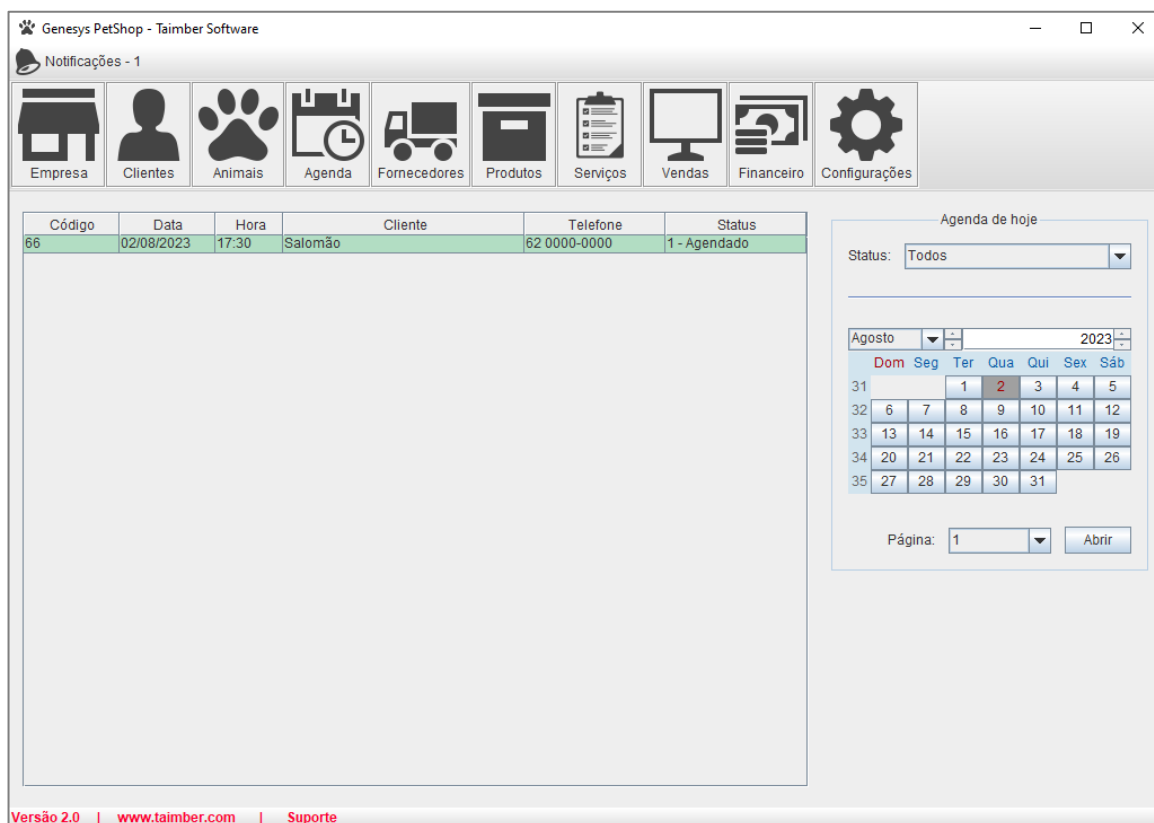 Genesys PetShop - Taimber Software
Notificações - 1
Empresa Clientes Animais Agenda Fornecedores Produtos Serviços Vendas Financeiro Configurações
Código Data Hora Cliente Telefone Status
66 02/08/2023 17:30 Salomão 62 0000-0000 1 - Agendado
Agenda de hoje
Status: Todos
Agosto 2023
Dom Seg Ter Qua Qui Sex Sáb
31 1 2 3 4 5
32 6 7 8 9 10 11 12
33 13 14 15 16 17 18 19
34 20 21 22 23 24 25 26
35 27 28 29 30 31
Página: 1 Abrir
Versão 2.0 | www.taimber.com | Suporte